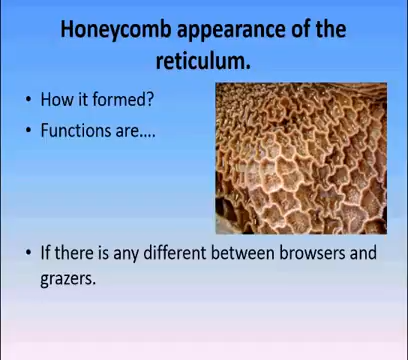 Honeycomb appearance of the
reticulum.
• How it formed?
• Functions are....
• If there is any different between browsers and
grazers.